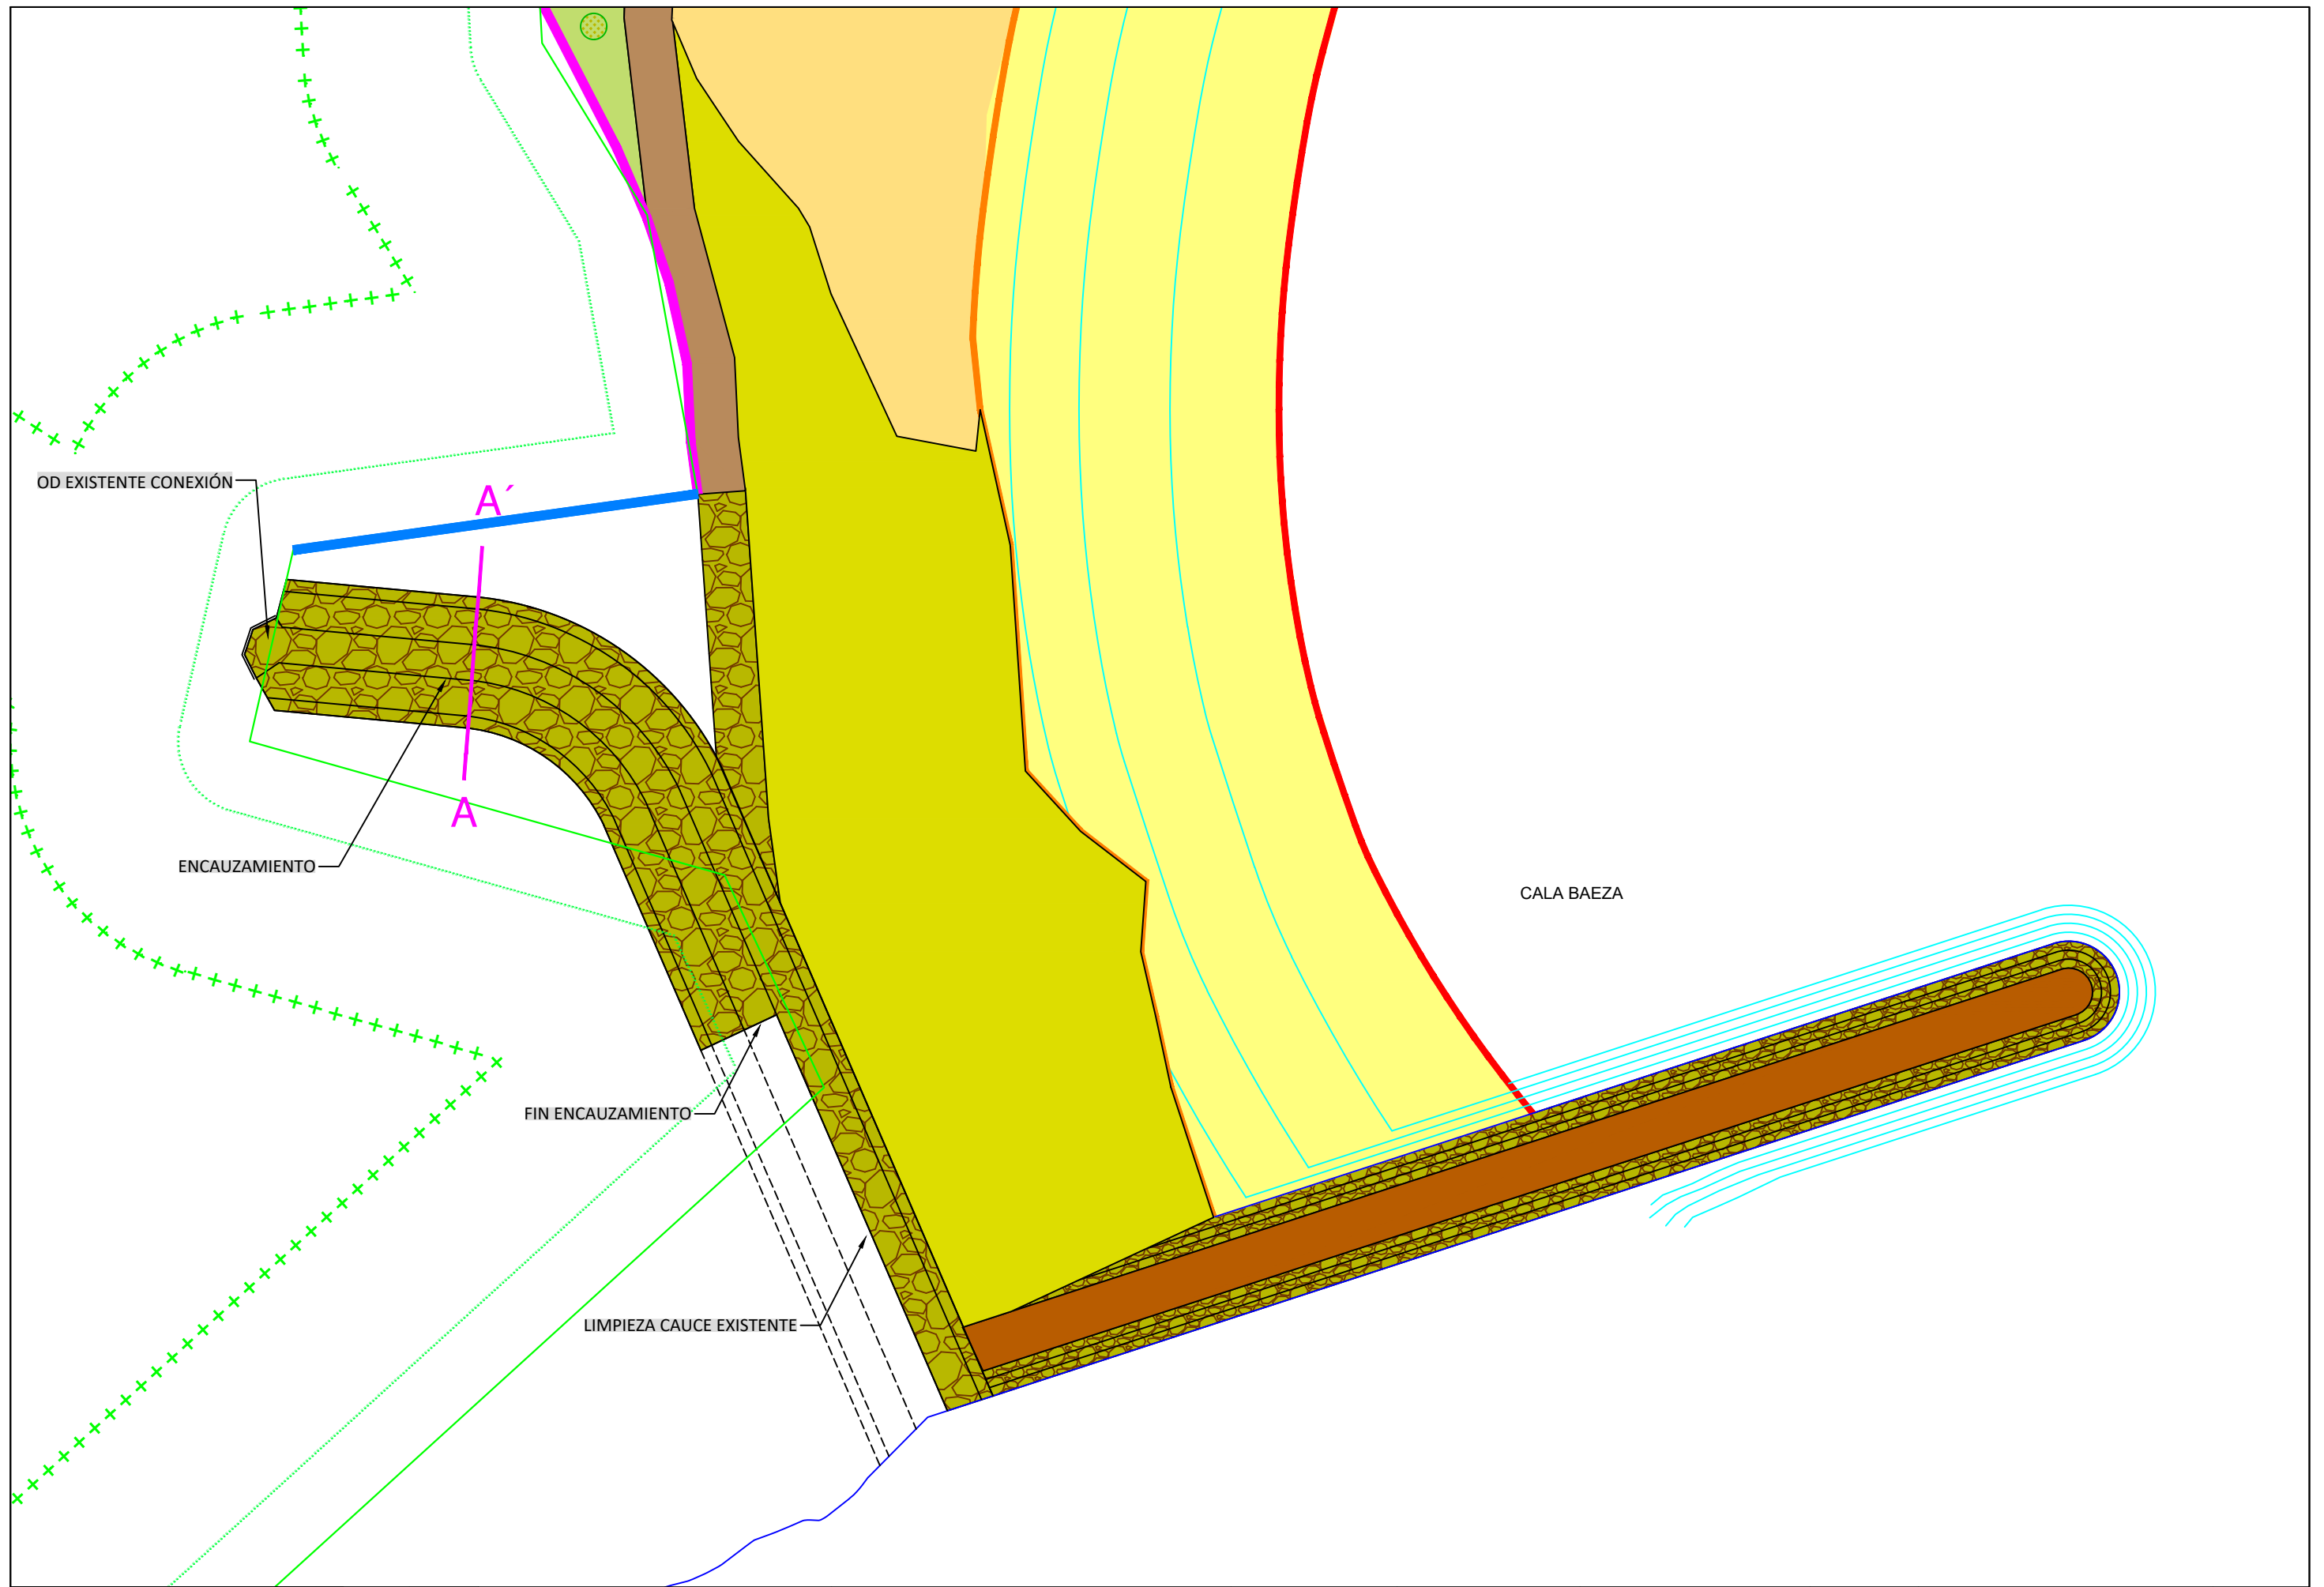 OD EXISTENTE CONEXIÓN
A´
A
ENCAUZAMIENTO
CALA BAEZA
FIN ENCAUZAMIENTO
LIMPIEZA CAUCE EXISTENTE